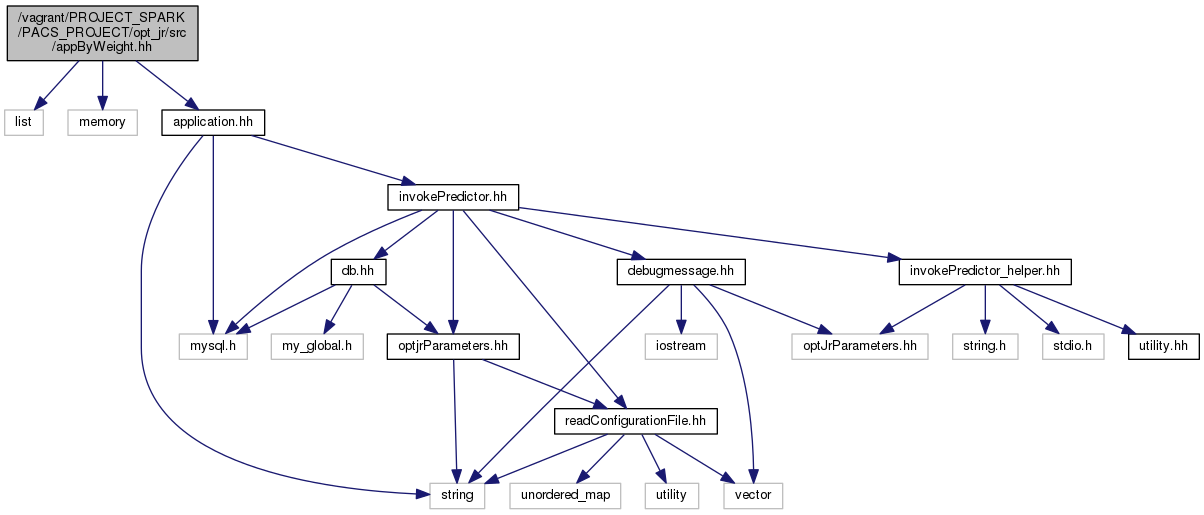 /vagrant/PROJECT_SPARK
/PACS_PROJECT/opt_jr/src
/appByWeight.hh
list
memory
application.hh
invokePredictor.hh
db.hh
debugmessage.hh
invokePredictor_helper.hh
mysql.h
my_global.h
optjrParameters.hh
iostream
optJrParameters.hh
string.h
stdio.h
utility.hh
readConfigurationFile.hh
string
unordered_map
utility
vector